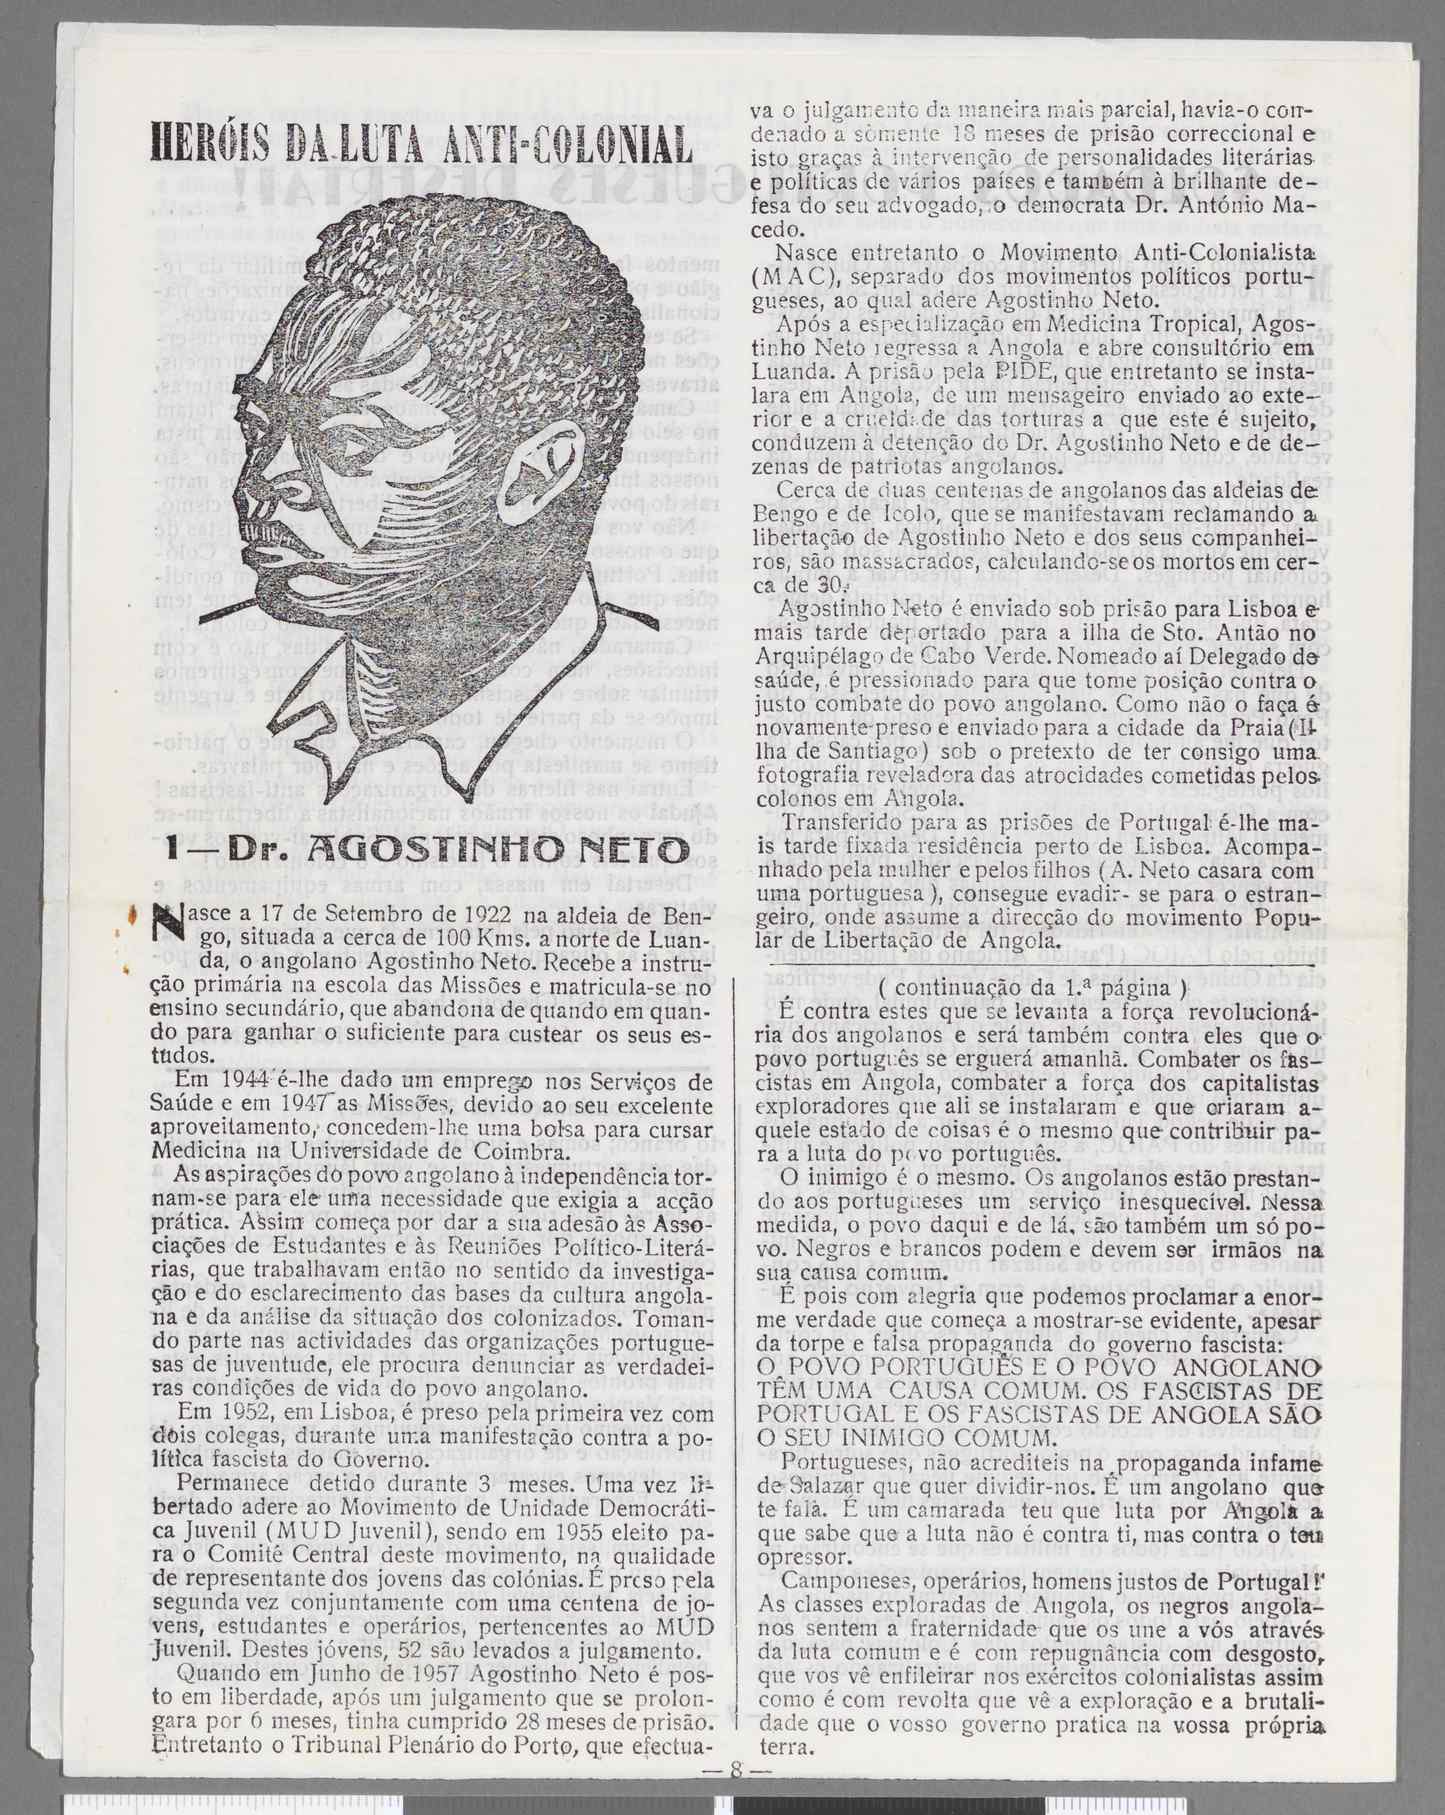 HERÓIS DA LUTA ANTI-COLONIAL
1 — Dr. AGOSTINHO NETO
Nasce a 17 de Setembro de 1922 na aldeia de Ben-
go, situada a cerca de 100 Kms. a norte de Luan-
da, o angolano Agostinho Neto. Recebe a instru-
ção primária na escola das Missões e matricula-se no
ensino secundário, que abandona de quando em quan-
do para ganhar o suficiente para custear os seus es-
tudos.
Em 1944 é-lhe dado um emprego nos Serviços de
Saúde e em 1947 as Missões, devido ao seu excelente
aproveitamento, concedem-lhe uma bolsa para cursar
Medicina na Universidade de Coimbra.
As aspirações do povo angolano à independência tor-
nam-se para ele uma necessidade que exigia a acção
prática. Assim começa por dar a sua adesão às Asso-
ciações de Estudantes e às Reuniões Político-Literá-
rias, que trabalhavam então no sentido da investiga-
ção e do esclarecimento das bases da cultura angola-
na e da análise da situação dos colonizados. Toman-
do parte nas actividades das organizações portugue-
sas de juventude, ele procura denunciar as verdadei-
ras condições de vida do povo angolano.
Em 1952, em Lisboa, é preso pela primeira vez com
dois colegas, durante uma manifestação contra a po-
lítica fascista do Governo.
Permanece detido durante 3 meses. Uma vez li-
bertado adere ao Movimento de Unidade Democráti-
ca Juvenil (MUD Juvenil), sendo em 1955 eleito pa-
ra o Comité Central deste movimento, na qualidade
de representante dos jovens das colónias. É preso pela
segunda vez conjuntamente com uma centena de jo-
vens, estudantes e operários, pertencentes ao MUD
Juvenil. Destes jóvens, 52 são levados a julgamento.
Quando em Junho de 1957 Agostinho Neto é pos-
to em liberdade, após um julgamento que se prolon-
gara por 6 meses, tinha cumprido 28 meses de prisão.
Entretanto o Tribunal Plenário do Porto, que efectua-
va o julgamento da maneira mais parcial, havia-o con-
denado a sòmente 18 meses de prisão correccional e
isto graças à intervenção de personalidades literárias
e políticas de vários países e também à brilhante de-
fesa do seu advogado, o democrata Dr. António Ma-
cedo.
Nasce entretanto o Movimento Anti-Colonialista
(MAC), separado dos movimentos políticos portu-
gueses, ao qual adere Agostinho Neto.
Após a especialização em Medicina Tropical, Agos-
tinho Neto regressa a Angola e abre consultório em
Luanda. A prisão pela PIDE, que entretanto se insta-
lara em Angola, de um mensageiro enviado ao exte-
rior e a crueldade das torturas a que este é sujeito,
conduzem à detenção do Dr. Agostinho Neto e de de-
zenas de patriotas angolanos.
Cerca de duas centenas de angolanos das aldeias de
Bengo e de Icolo, que se manifestavam reclamando a
libertação de Agostinho Neto e dos seus companhei-
ros, são massacrados, calculando-se os mortos em cer-
ca de 30.
Agostinho Neto é enviado sob prisão para Lisboa e
mais tarde deportado para a ilha de Sto. Antão no
Arquipélago de Cabo Verde. Nomeado aí Delegado de
saúde, é pressionado para que tome posição contra o
justo combate do povo angolano. Como não o faça é
novamente preso e enviado para a cidade da Praia (I-
lha de Santiago) sob o pretexto de ter consigo uma
fotografia reveladora das atrocidades cometidas pelos
colonos em Angola.
Transferido para as prisões de Portugal é-lhe ma-
is tarde fixada residência perto de Lisboa. Acompa-
nhado pela mulher e pelos filhos (A. Neto casara com
uma portuguesa), consegue evadir-se para o estran-
geiro, onde assume a direcção do movimento Popu-
lar de Libertação de Angola.
( continuação da 1.ª página )
É contra estes que se levanta a força revolucioná-
ria dos angolanos e será também contra eles que o
povo português se erguerá amanhã. Combater os fas-
cistas em Angola, combater a força dos capitalistas
exploradores que ali se instalaram e que criaram a-
quele estado de coisas é o mesmo que contribuir pa-
ra a luta do povo português.
O inimigo é o mesmo. Os angolanos estão prestan-
do aos portugueses um serviço inesquecível. Nessa
medida, o povo daqui e de lá, são também um só po-
vo. Negros e brancos podem e devem ser irmãos na
sua causa comum.
É pois com alegria que podemos proclamar a enor-
me verdade que começa a mostrar-se evidente, apesar
da torpe e falsa propaganda do governo fascista:
O POVO PORTUGUÊS E O POVO ANGOLANO
TÊM UMA CAUSA COMUM. OS FASCISTAS DE
PORTUGAL E OS FASCISTAS DE ANGOLA SÃO
O SEU INIMIGO COMUM.
Portugueses, não acrediteis na propaganda infame
de Salazar que quer dividir-nos. É um angolano que
te fala. É um camarada teu que luta por Angola a
que sabe que a luta não é contra ti, mas contra o teu
opressor.
Camponeses, operários, homens justos de Portugal!
As classes exploradas de Angola, os negros angola-
nos sentem a fraternidade que os une a vós através
da luta comum e é com repugnância com desgosto,
que vos vê enfileirar nos exércitos colonialistas assim
como é com revolta que vê a exploração e a brutali-
dade que o vosso governo pratica na vossa própria
terra.
— 8 —